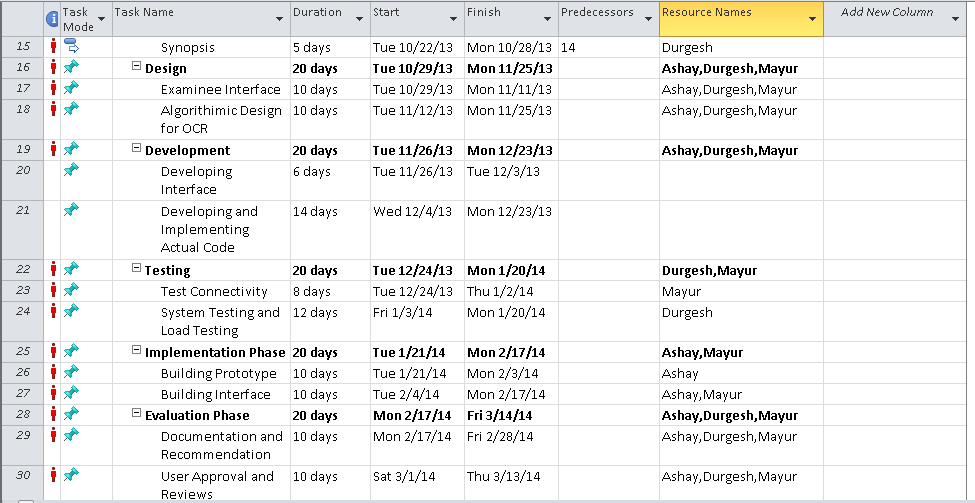 Task Mode Task Name Duration Start Finish Predecessors Resource Names Add New Column
15 Synopsis 5 days Tue 10/22/13 Mon 10/28/13 14 Durgesh
16 Design 20 days Tue 10/29/13 Mon 11/25/13 Ashay,Durgesh,Mayur
17 Examinee Interface 10 days Tue 10/29/13 Mon 11/11/13 Ashay,Durgesh,Mayur
18 Algorithimic Design 10 days Tue 11/12/13 Mon 11/25/13 Ashay,Durgesh,Mayur
for OCR
19 Development 20 days Tue 11/26/13 Mon 12/23/13 Ashay,Durgesh,Mayur
20 Developing 6 days Tue 11/26/13 Tue 12/3/13
Interface
21 Developing and 14 days Wed 12/4/13 Mon 12/23/13
Implementing
Actual Code
22 Testing 20 days Tue 12/24/13 Mon 1/20/14 Durgesh,Mayur
23 Test Connectivity 8 days Tue 12/24/13 Thu 1/2/14 Mayur
24 System Testing and 12 days Fri 1/3/14 Mon 1/20/14 Durgesh
Load Testing
25 Implementation Phase 20 days Tue 1/21/14 Mon 2/17/14 Ashay,Mayur
26 Building Prototype 10 days Tue 1/21/14 Mon 2/3/14 Ashay
27 Building Interface 10 days Tue 2/4/14 Mon 2/17/14 Ashay,Mayur
28 Evaluation Phase 20 days Mon 2/17/14 Fri 3/14/14 Ashay,Durgesh,Mayur
29 Documentation and 10 days Mon 2/17/14 Fri 2/28/14 Ashay,Durgesh,Mayur
Recommendation
30 User Approval and 10 days Sat 3/1/14 Thu 3/13/14 Ashay,Durgesh,Mayur
Reviews